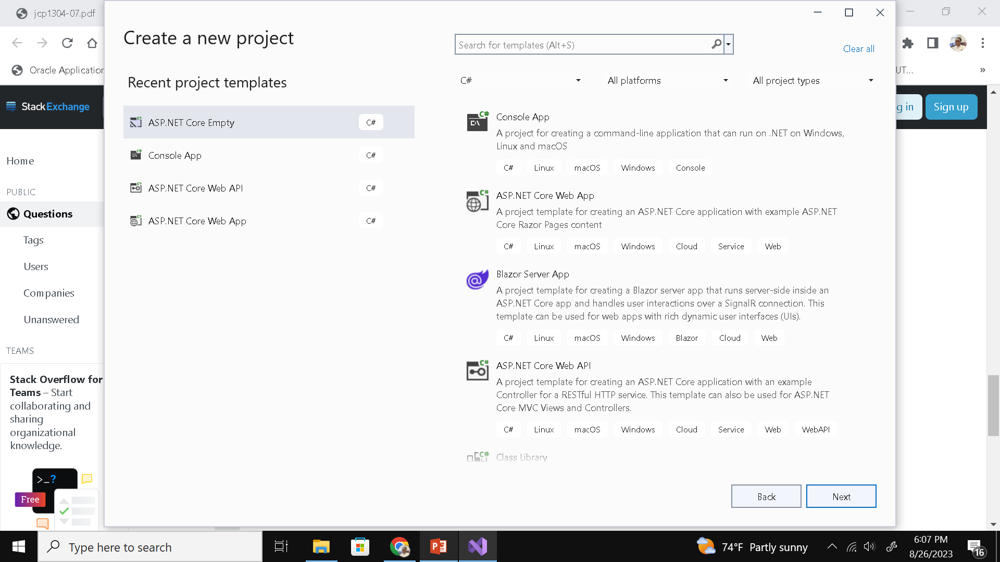 jcp1304-07.pdf
Oracle Application
StackExchange
Home
PUBLIC
Questions
Tags
Users
Companies
Unanswered
TEAMS
Stack Overflow for
Teams – Start
collaborating and
sharing
organizational
knowledge.
>_?
Free
Create a new project
Recent project templates
ASP.NET Core Empty C#
Console App C#
ASP.NET Core Web API C#
ASP.NET Core Web App C#
Search for templates (Alt+S)
Clear all
C# All platforms All project types
Console App
A project for creating a command-line application that can run on .NET on Windows,
Linux and macOS
C# Linux macOS Windows Console
ASP.NET Core Web App
A project template for creating an ASP.NET Core application with example ASP.NET
Core Razor Pages content
C# Linux macOS Windows Cloud Service Web
Blazor Server App
A project template for creating a Blazor server app that runs server-side inside an
ASP.NET Core app and handles user interactions over a SignalR connection. This
template can be used for web apps with rich dynamic user interfaces (UIs).
C# Linux macOS Windows Blazor Cloud Web
ASP.NET Core Web API
A project template for creating an ASP.NET Core application with an example
Controller for a RESTful HTTP service. This template can also be used for ASP.NET
Core MVC Views and Controllers.
C# Linux macOS Windows Cloud Service Web WebAPI
Class Library
Back Next
UT...
»
g in Sign up
Type here to search
74°F Partly sunny
6:07 PM
8/26/2023
16